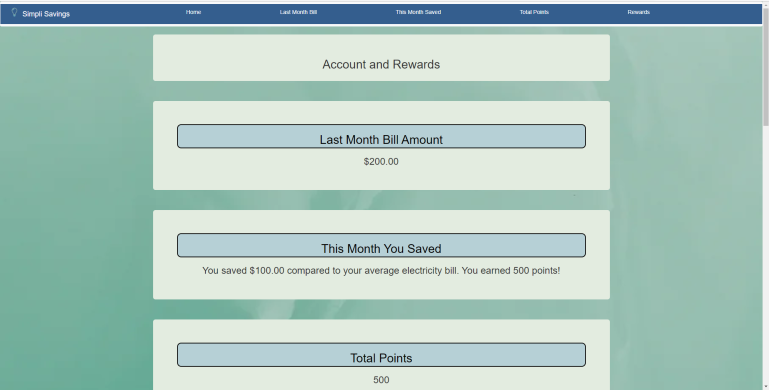 Simpli Savings
Home
Last Month Bill
This Month Saved
Total Points
Rewards
Account and Rewards
Last Month Bill Amount
$200.00
This Month You Saved
You saved $100.00 compared to your average electricity bill. You earned 500 points!
Total Points
500